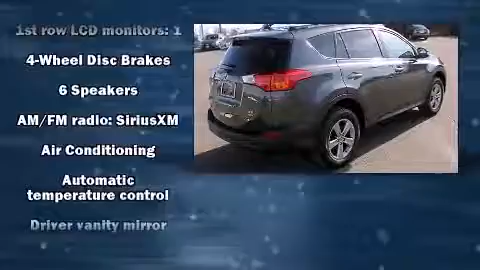 1st row LCD monitors: 1
4-Wheel Disc Brakes
6 Speakers
AM/FM radio: SiriusXM
Air Conditioning
Automatic
temperature control
Driver vanity mirror